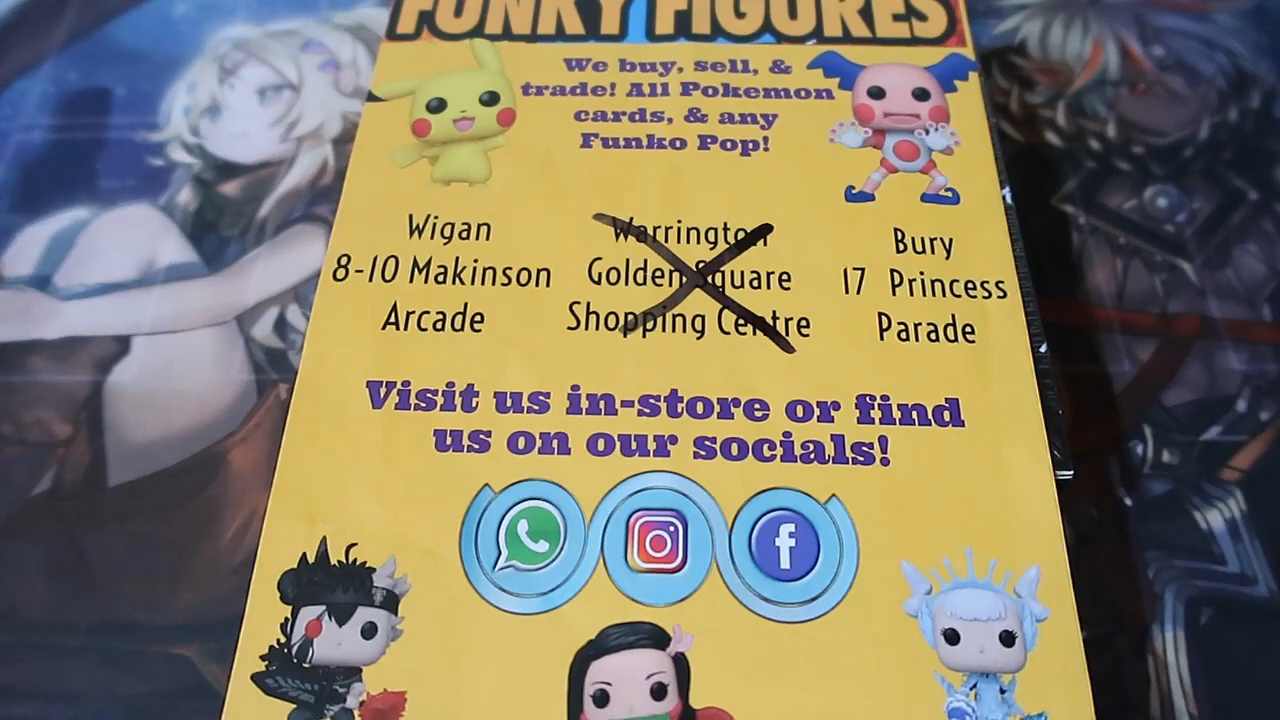 FUNKY FIGURES
We buy, sell, &
trade! All Pokemon
cards, & any
Funko Pop!
Wigan
8-10 Makinson
Arcade
Warrington
Golden Square
Shopping Centre
Bury
17 Princess
Parade
Visit us in-store or find
us on our socials!